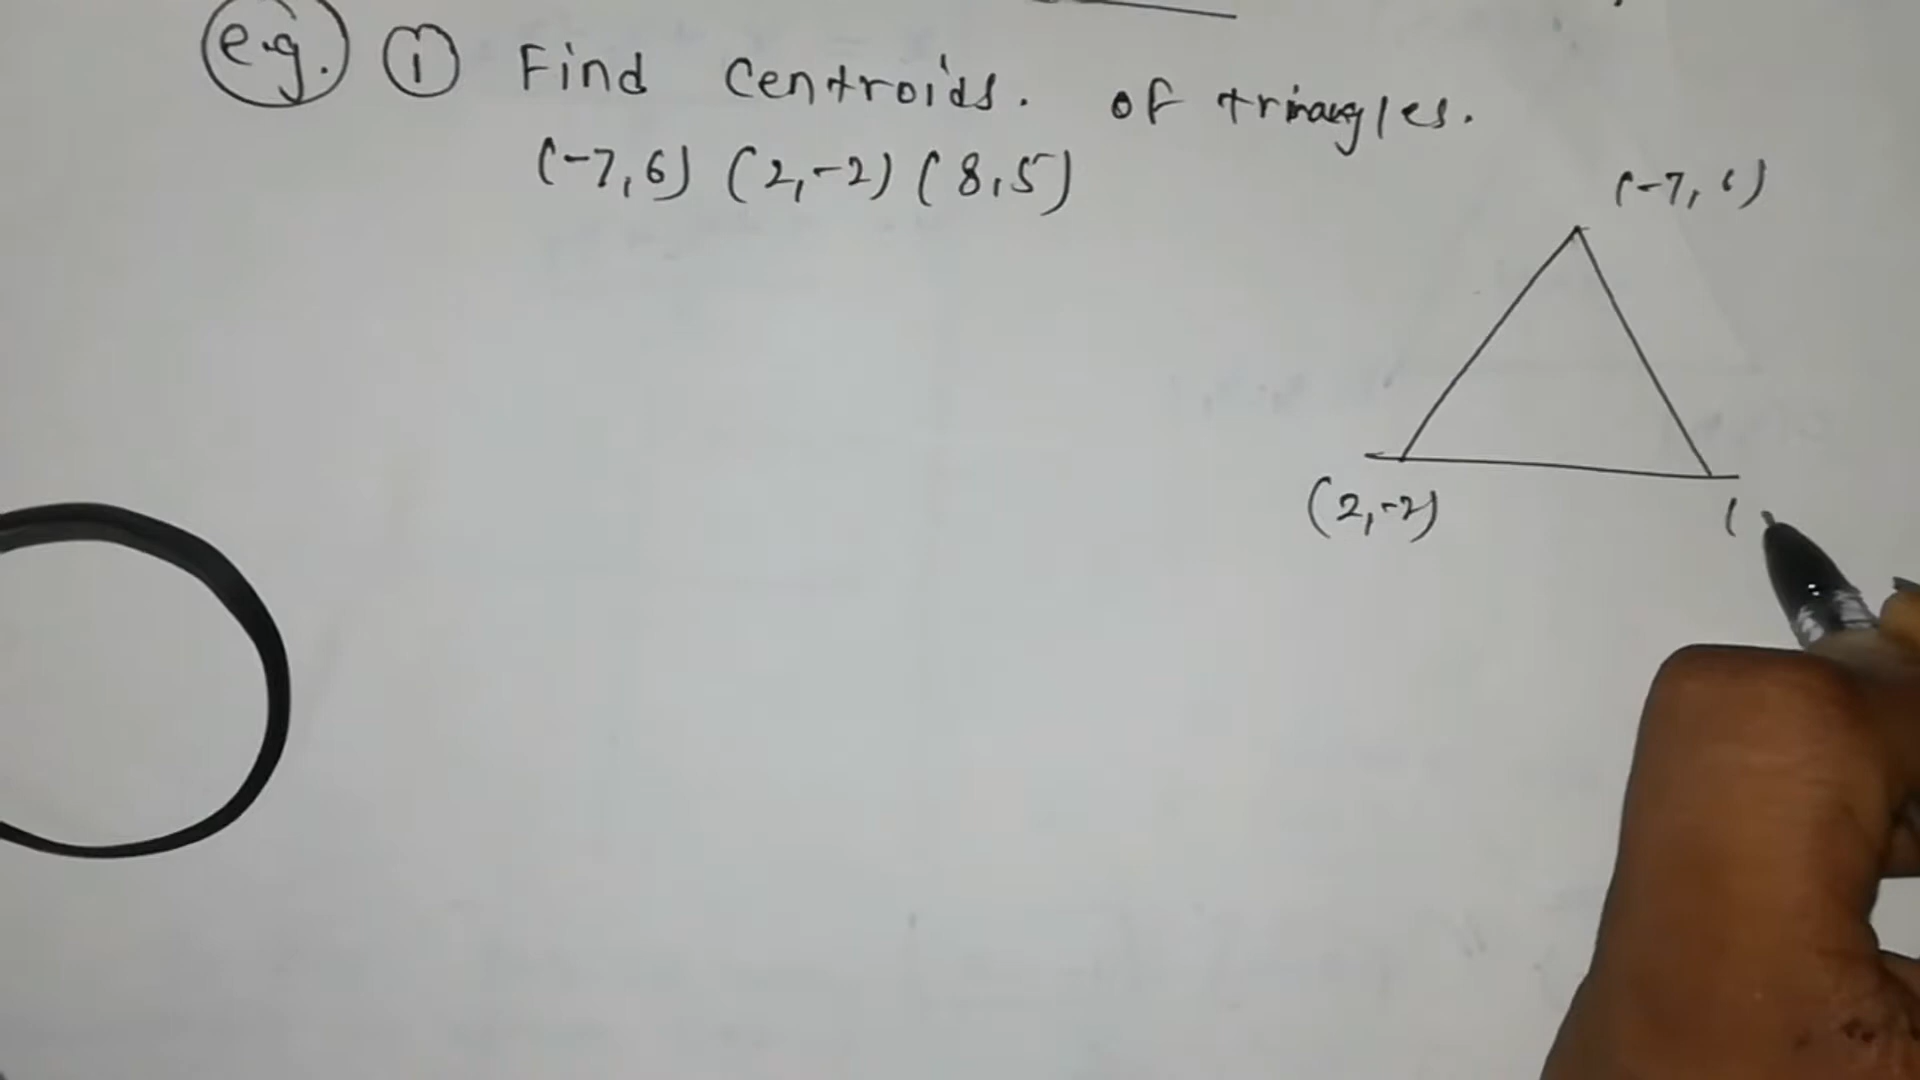 e.g. ① Find Centroids. of triangles.
(-7,6) (2,-2) (8,5)
(-7, 6)
(2,-2) (